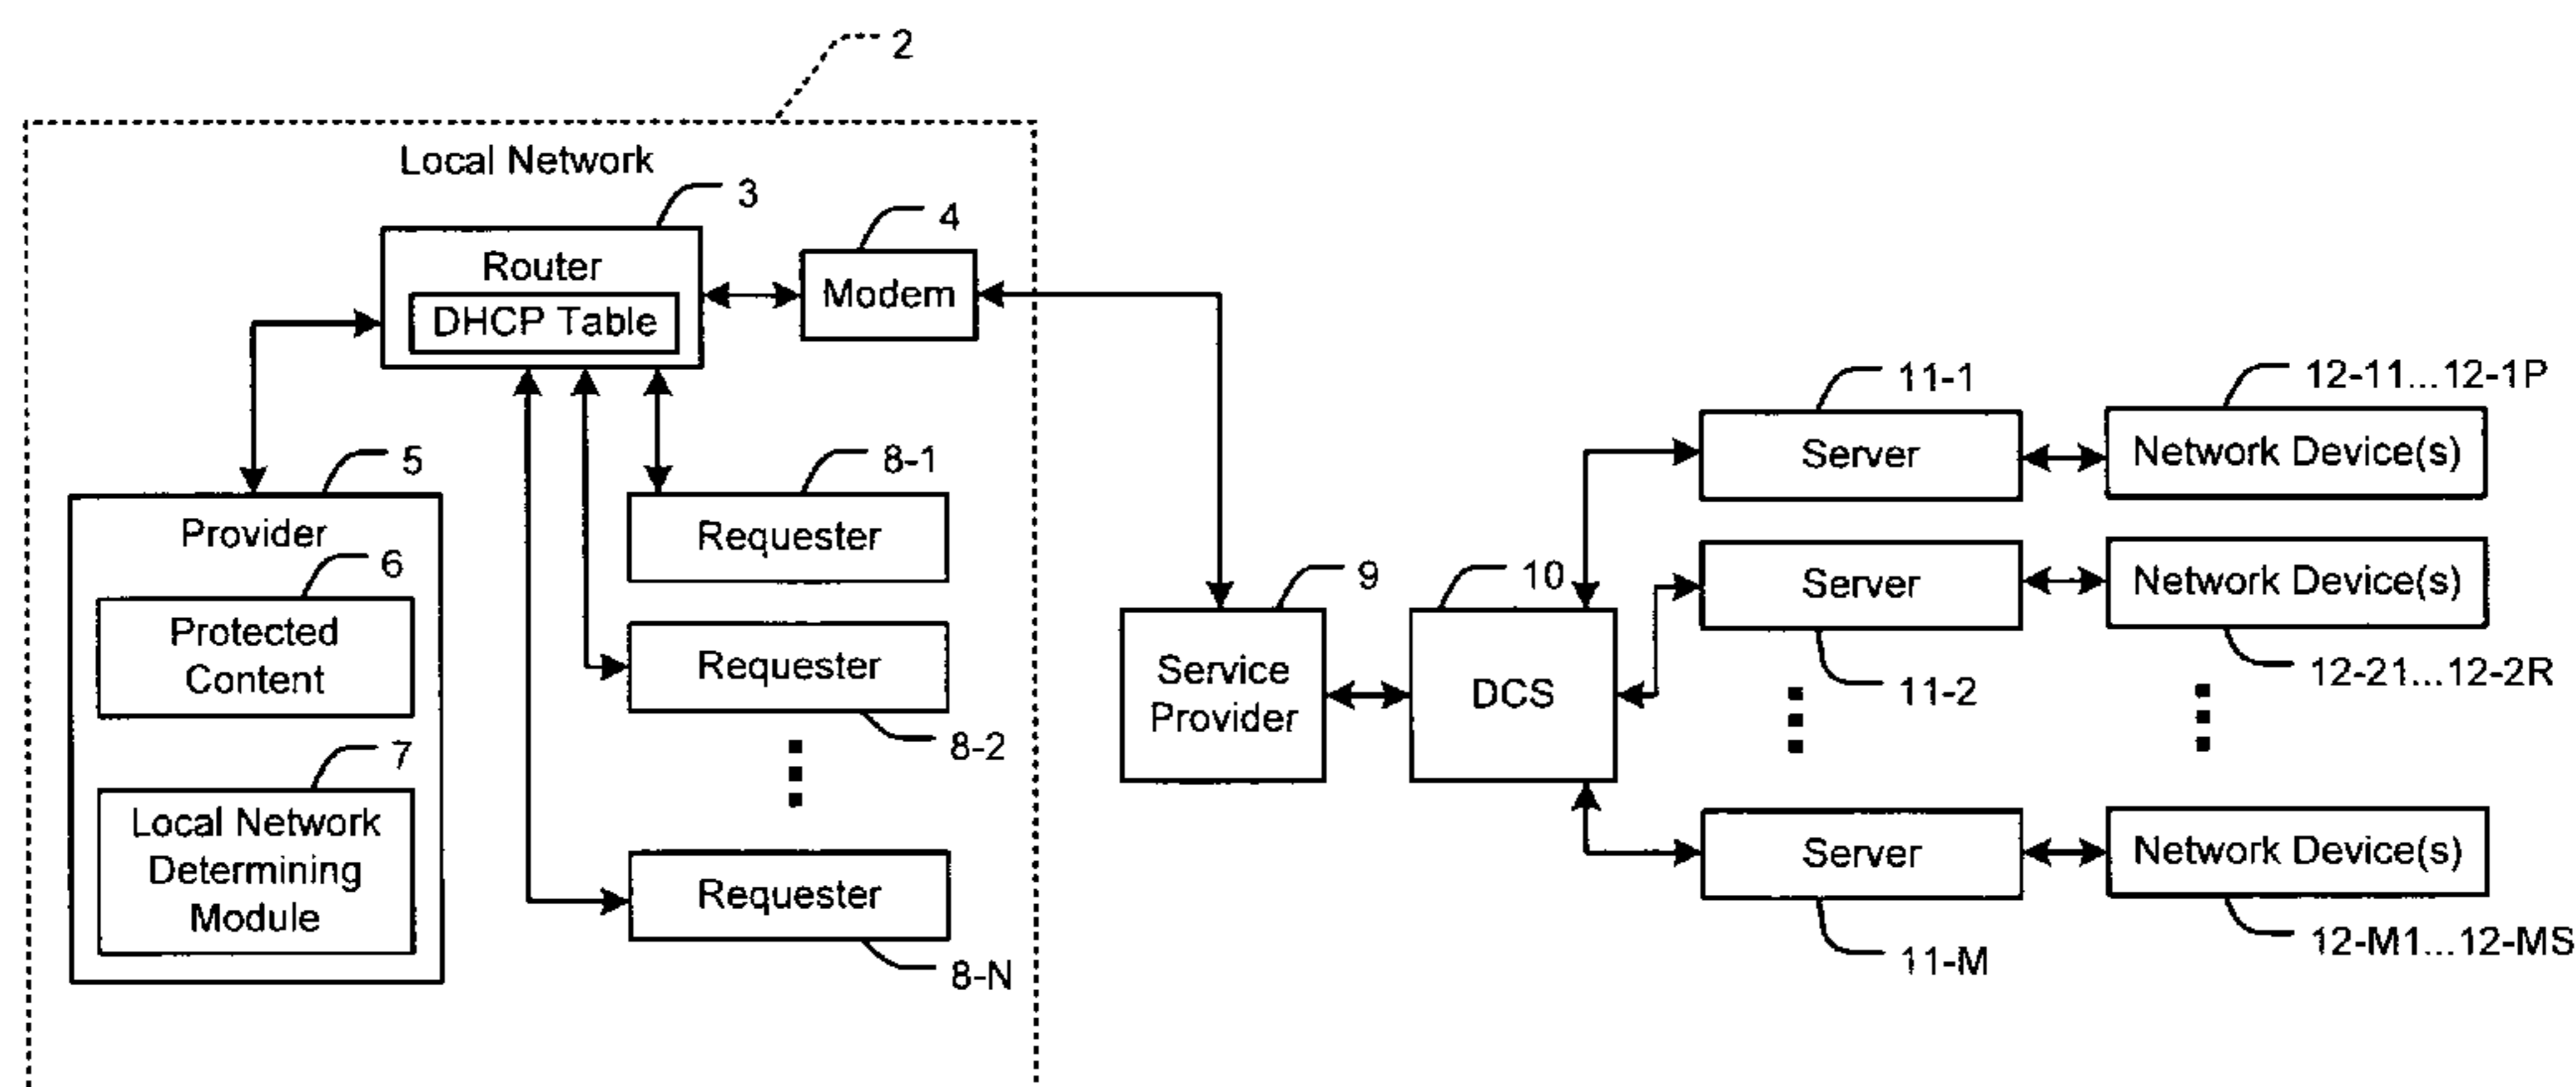 2
Local Network
3
4
Router
DHCP Table
Modem
5
Provider
6
Protected
Content
7
Local Network
Determining
Module
8-1
Requester
Requester
8-2
Requester
8-N
9
Service
Provider
10
DCS
11-1
Server
12-11...12-1P
Network Device(s)
Server
11-2
Network Device(s)
12-21...12-2R
Server
11-M
Network Device(s)
12-M1...12-MS